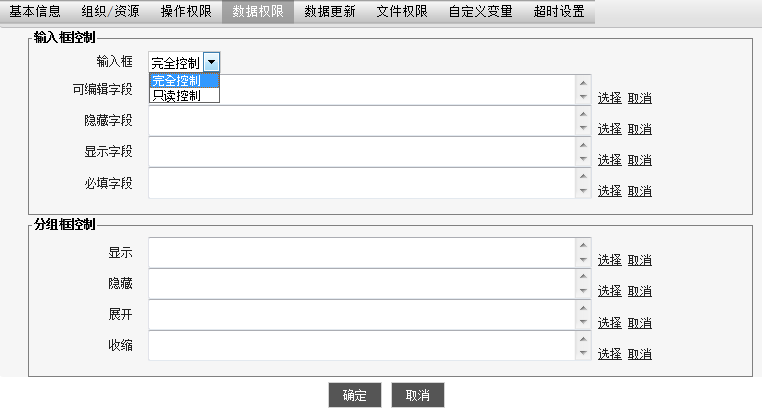 基本信息 组织/资源 操作权限 数据权限 数据更新 文件权限 自定义变量 超时设置
输入框控制
输入框 完全控制
完全控制
只读控制
可编辑字段 选择 取消
隐藏字段 选择 取消
显示字段 选择 取消
必填字段 选择 取消
分组框控制
显示 选择 取消
隐藏 选择 取消
展开 选择 取消
收缩 选择 取消
确定 取消